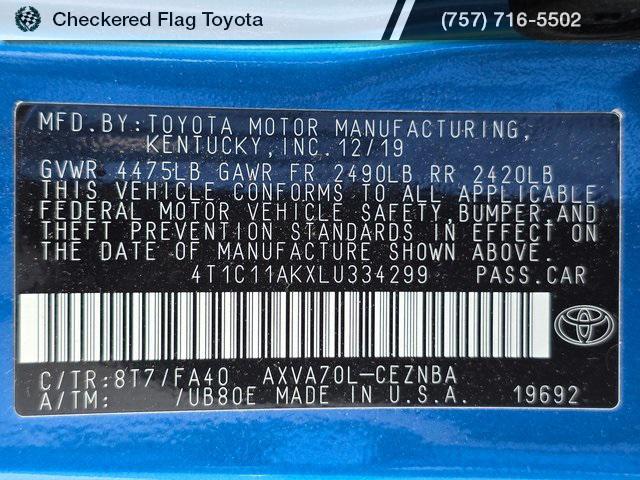 Checkered Flag Toyota
(757) 716-5502
MFD.BY:TOYOTA MOTOR MANUFACTURING,
KENTUCKY,INC.12/19
GVWR 4475LB GAWR FR 2490LB RR 2420LB
THIS VEHICLE CONFORMS TO ALL APPLICABLE
FEDERAL MOTOR VEHICLE SAFETY,BUMPER,AND
THEFT PREVENTION STANDARDS IN EFFECT ON
THE DATE OF MANUFACTURE SHOWN ABOVE.
4T1C11AKXLU334299 PASS.CAR
C/TR:8T7/FA40 AXVA70L-CEZNBA
A/TM: /UB80E MADE IN U.S.A. 19692